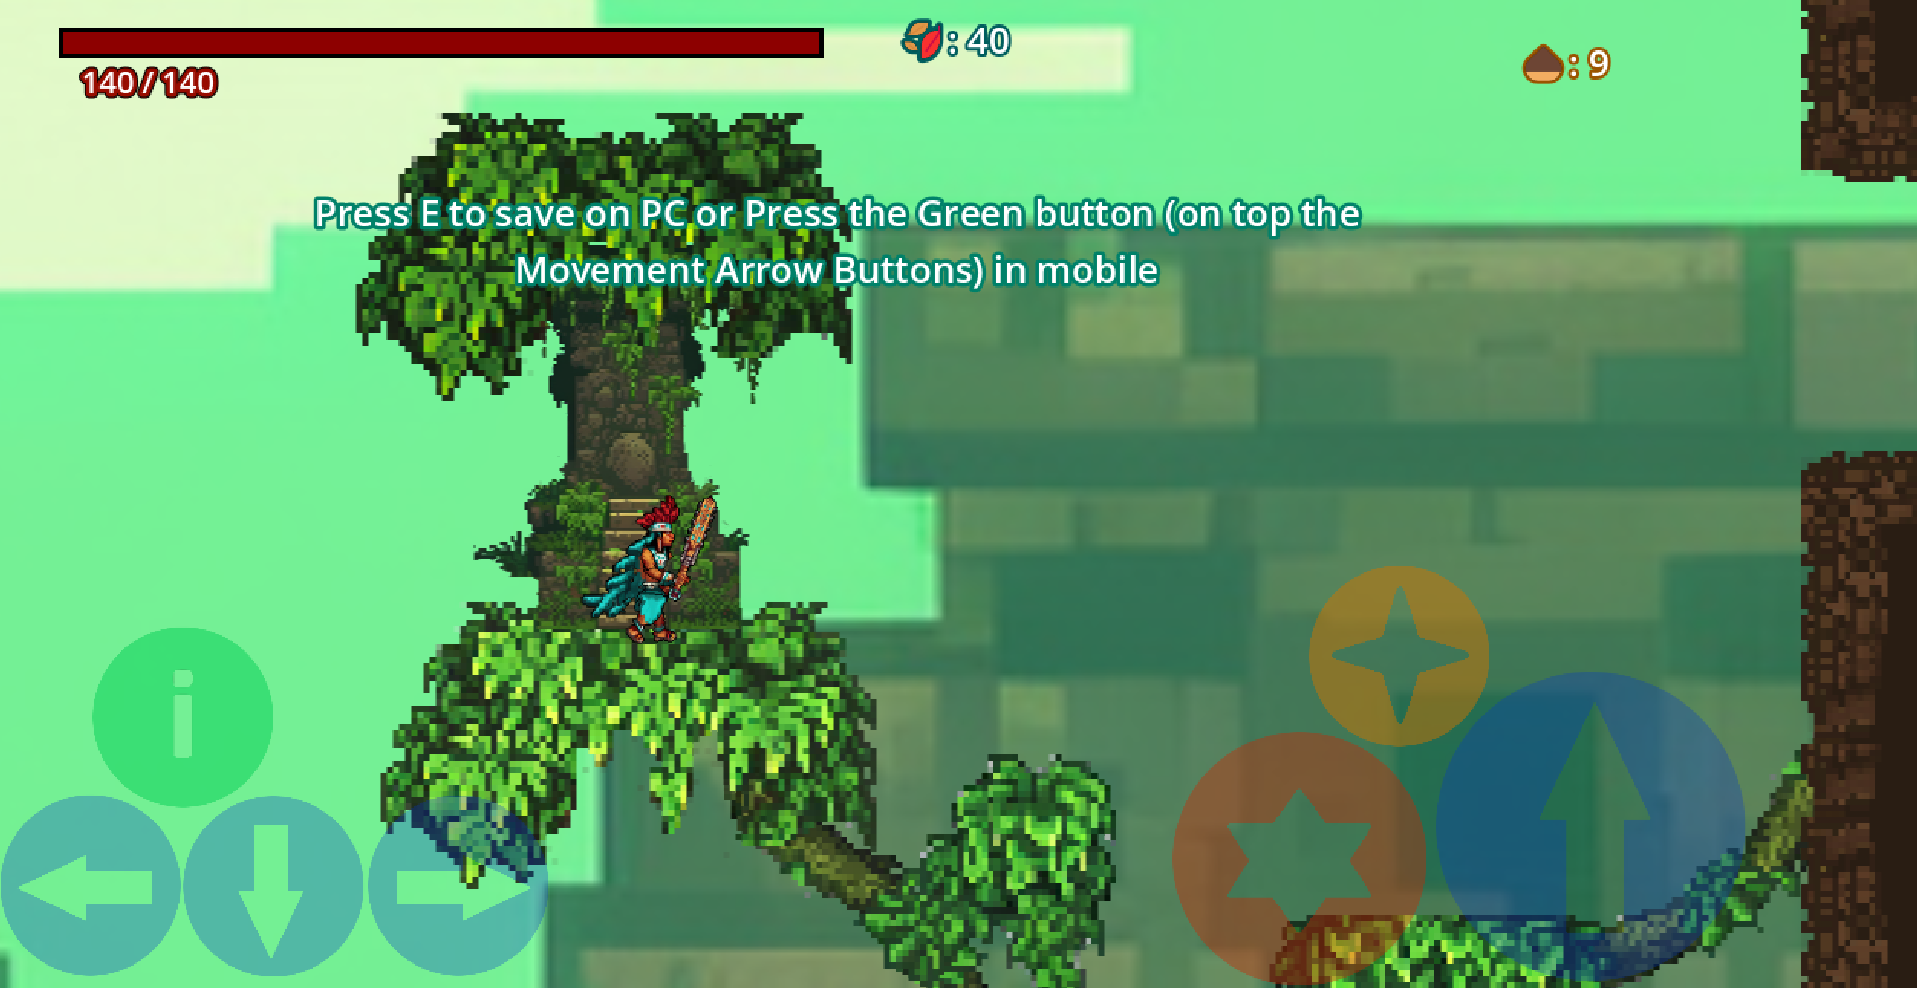 : 40
: 9
140/140
Press E to save on PC or Press the Green button (on top the
Movement Arrow Buttons) in mobile
i